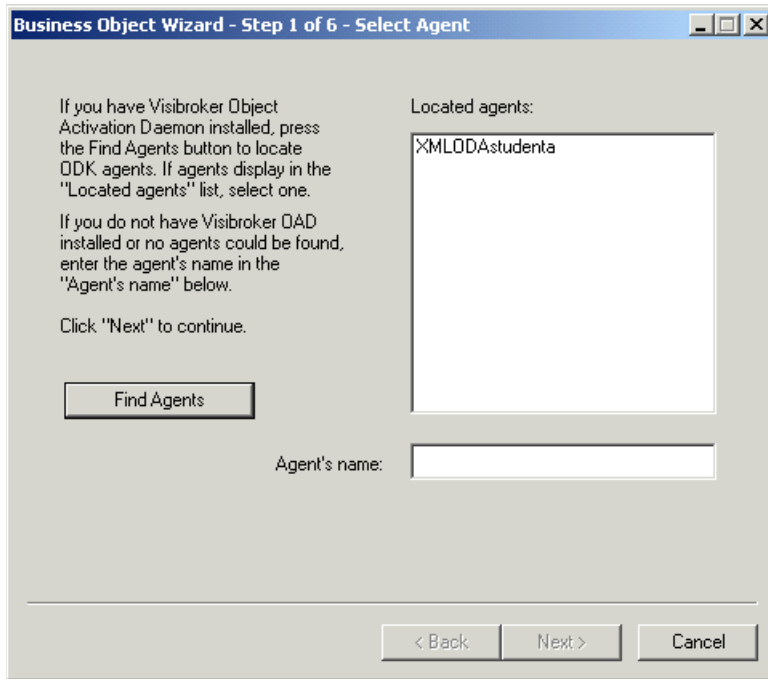 Business Object Wizard - Step 1 of 6 - Select Agent
If you have Visibroker Object
Activation Daemon installed, press
the Find Agents button to locate
ODK agents. If agents display in the
"Located agents" list, select one.
If you do not have Visibroker OAD
installed or no agents could be found,
enter the agent's name in the
"Agent's name" below.
Click "Next" to continue.
Find Agents
Located agents:
XMLODAstudenta
Agent's name:
< Back
Next >
Cancel